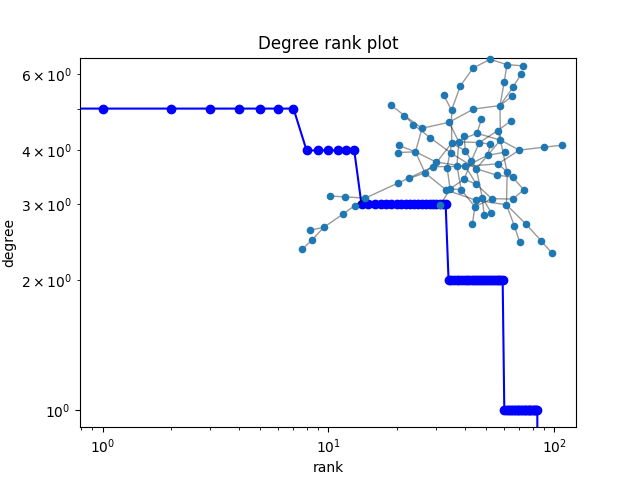 Degree rank plot
degree
6 × 10⁰
4 × 10⁰
3 × 10⁰
2 × 10⁰
10⁰
10⁰
10¹
10²
rank